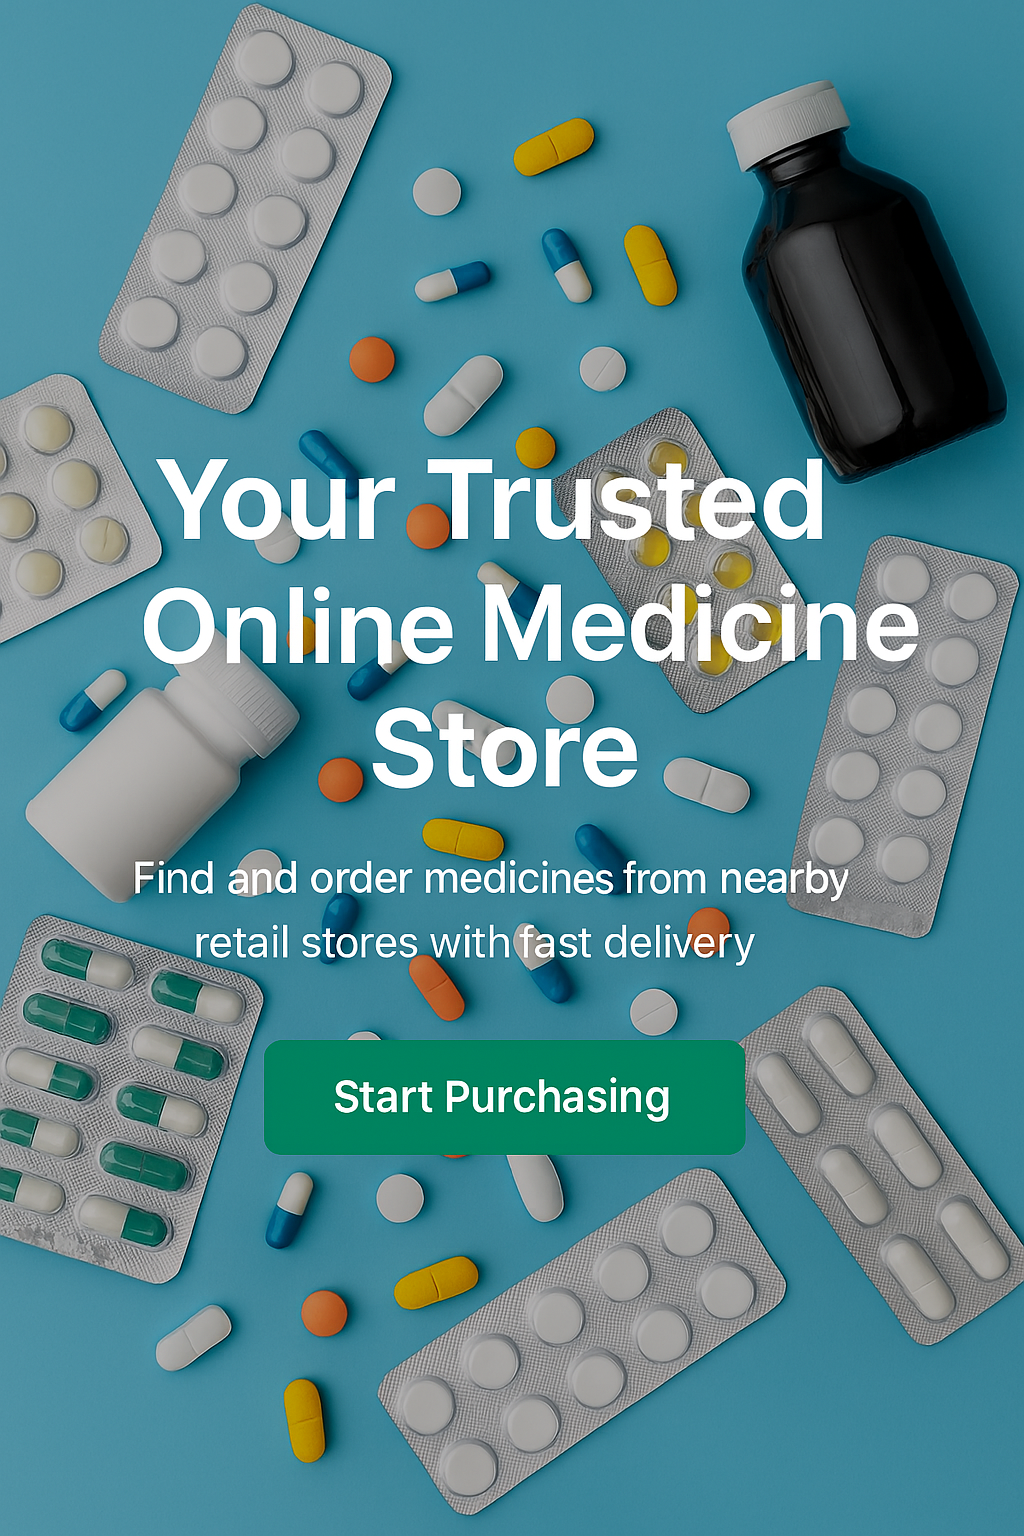 Your Trusted
Online Medicine
Store
Find and order medicines from nearby
retail stores with fast delivery
Start Purchasing